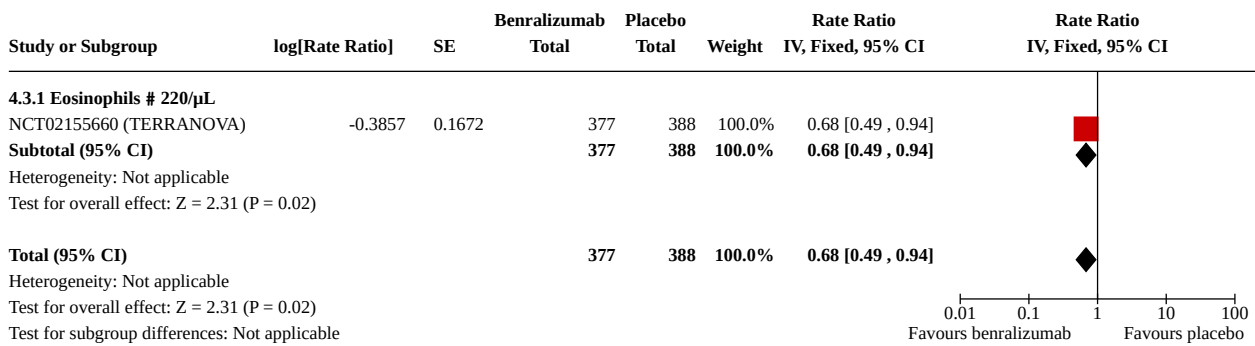 Benralizumab Placebo Rate Ratio Rate Ratio
Study or Subgroup log[Rate Ratio] SE Total Total Weight IV, Fixed, 95% CI IV, Fixed, 95% CI
4.3.1 Eosinophils # 220/µL
NCT02155660 (TERRANOVA) -0.3857 0.1672 377 388 100.0% 0.68 [0.49 , 0.94]
Subtotal (95% CI) 377 388 100.0% 0.68 [0.49 , 0.94]
Heterogeneity: Not applicable
Test for overall effect: Z = 2.31 (P = 0.02)
Total (95% CI) 377 388 100.0% 0.68 [0.49 , 0.94]
Heterogeneity: Not applicable
Test for overall effect: Z = 2.31 (P = 0.02)
0.01 0.1 1 10 100
Test for subgroup differences: Not applicable
Favours benralizumab Favours placebo